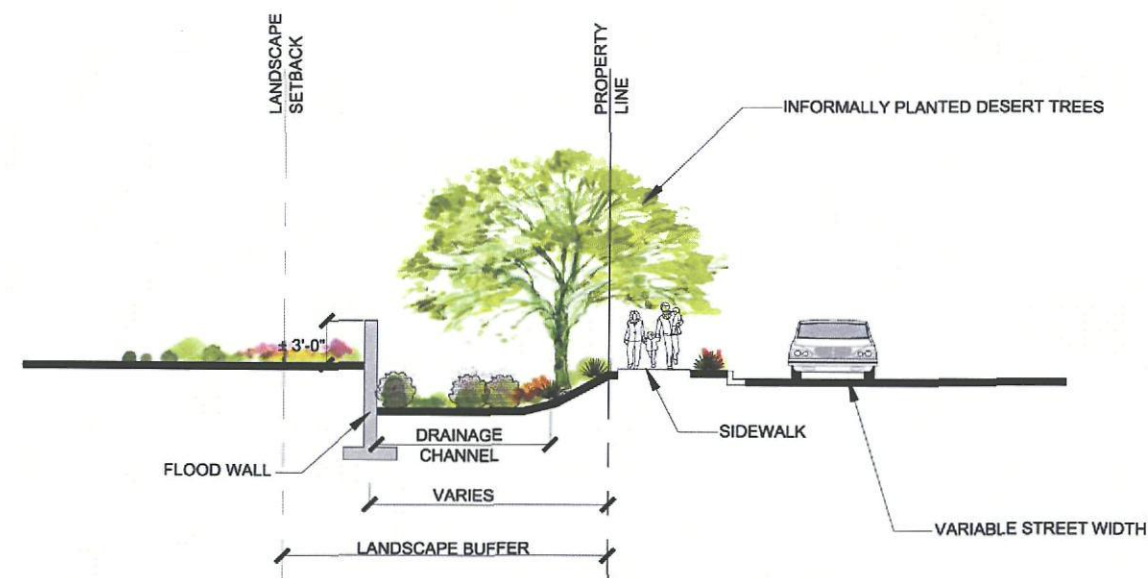 LANDSCAPE
SETBACK
PROPERTY
LINE
INFORMALLY PLANTED DESERT TREES
± 3'-0"
SIDEWALK
DRAINAGE
CHANNEL
FLOOD WALL
VARIES
VARIABLE STREET WIDTH
LANDSCAPE BUFFER